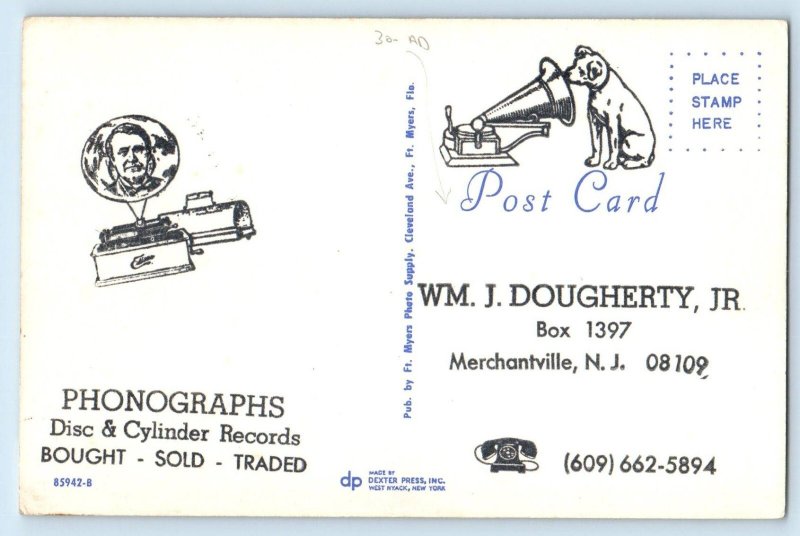 30- AD
PLACE
STAMP
HERE
Post Card
Edison
PHONOGRAPHS
Disc & Cylinder Records
BOUGHT - SOLD - TRADED
85942-B
Pub. by Ft. Myers Photo Supply, Cleveland Ave., Ft. Myers, Fla.
dp
MADE BY
DEXTER PRESS, INC.
WEST NYACK, NEW YORK
WM. J. DOUGHERTY, JR.
Box 1397
Merchantville, N. J. 08109
(609) 662-5894